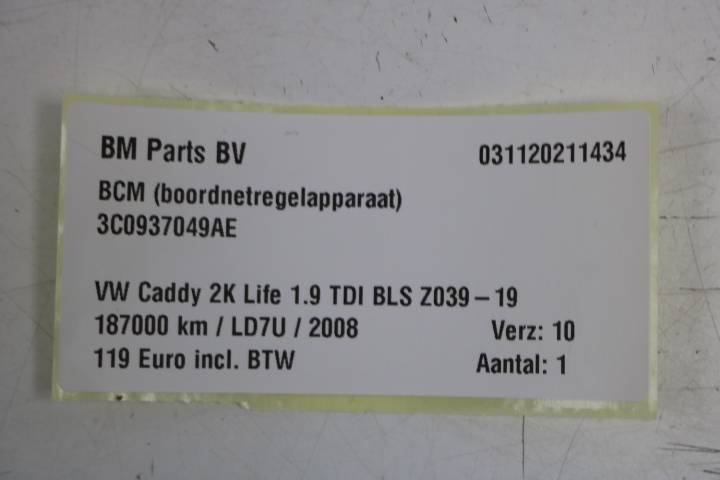 BM Parts BV 031120211434
BCM (boordnetregelapparaat)
3C0937049AE
VW Caddy 2K Life 1.9 TDI BLS Z039-19
187000 km / LD7U / 2008 Verz: 10
119 Euro incl. BTW Aantal: 1